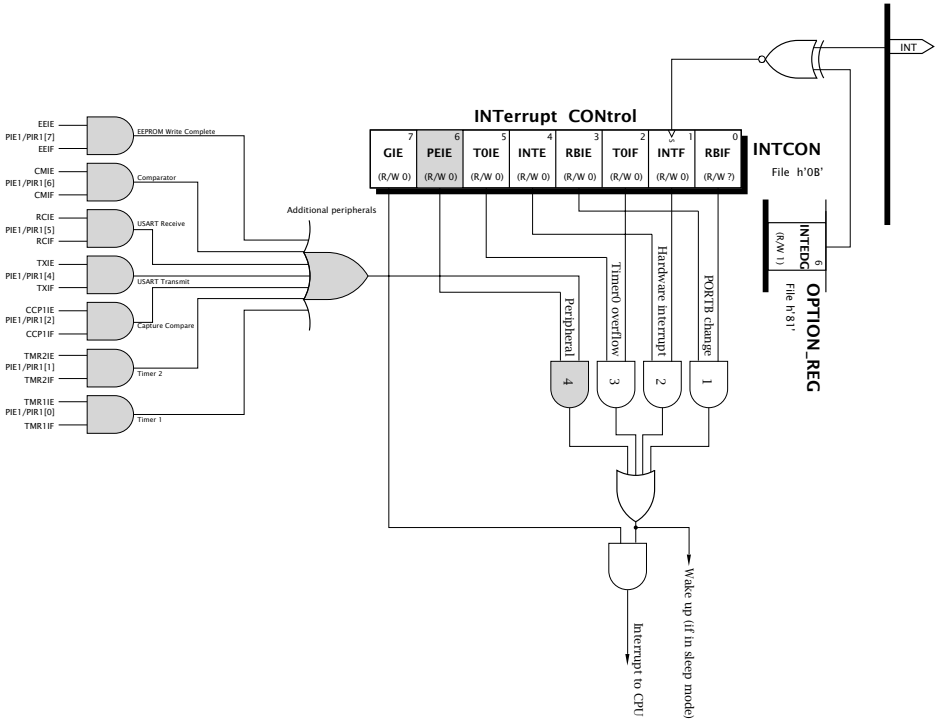 INT
INTerrupt CONtrol
7 6 5 4 3 2 1 0
GIE PEIE T0IE INTE RBIE T0IF INTF RBIF
S
(R/W 0) (R/W 0) (R/W 0) (R/W 0) (R/W 0) (R/W 0) (R/W 0) (R/W ?)
INTCON
File h'0B'
6
INTEDG
(R/W 1)
OPTION_REG
File h'81'
EEIE
PIE1/PIR1[7]
EEIF
EEPROM Write Complete
CMIE
PIE1/PIR1[6]
CMIF
Comparator
RCIE
PIE1/PIR1[5]
RCIF
USART Receive
TXIE
PIE1/PIR1[4]
TXIF
USART Transmit
CCP1IE
PIE1/PIR1[2]
CCP1IF
Capture Compare
TMR2IE
PIE1/PIR1[1]
TMR2IF
Timer 2
TMR1IE
PIE1/PIR1[0]
TMR1IF
Timer 1
Additional peripherals
Peripheral
Timer0 overflow
Hardware interrupt
PORTB change
4
3
2
1
Interrupt to CPU
Wake up (if in sleep mode)